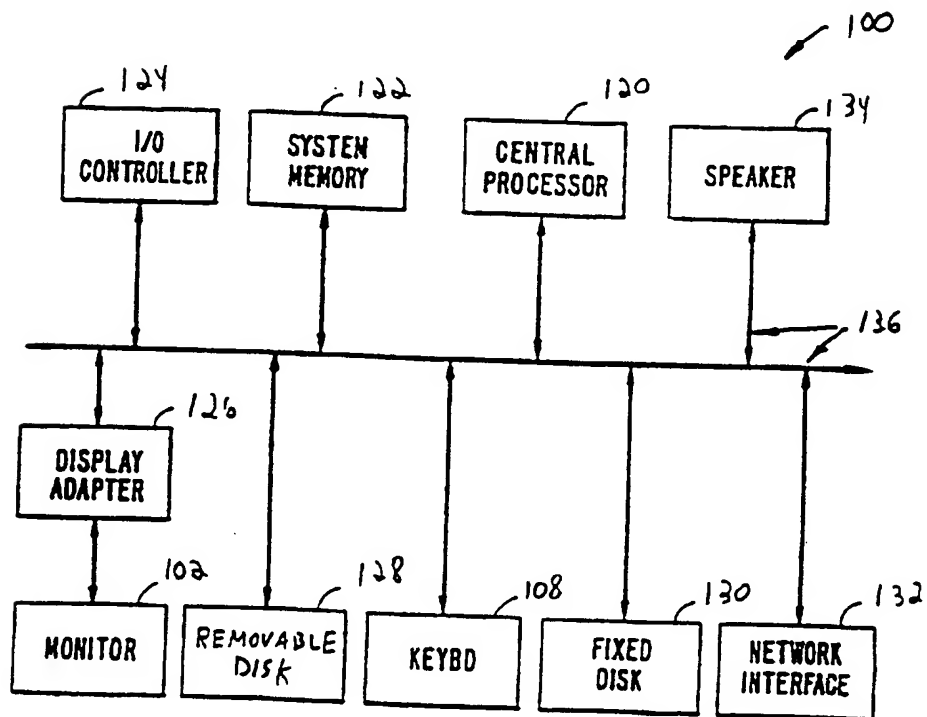 100
124
122
120
134
I/O
CONTROLLER
SYSTEM
MEMORY
CENTRAL
PROCESSOR
SPEAKER
136
126
DISPLAY
ADAPTER
102
128
108
130
132
MONITOR
REMOVABLE
DISK
KEYBD
FIXED
DISK
NETWORK
INTERFACE